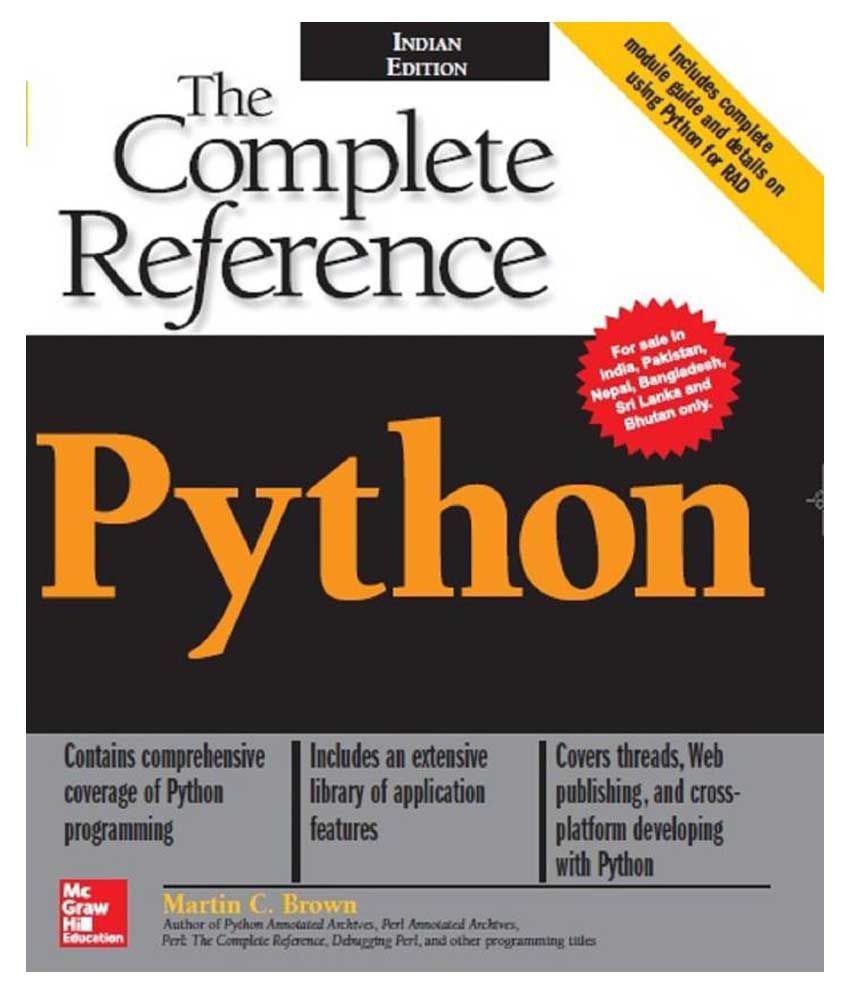 INDIAN
EDITION
Includes complete
module guide and details on
using Python for RAD
The
Complete
Reference
For sale in
India, Pakistan,
Nepal, Bangladesh,
Sri Lanka and
Bhutan only.
Python
Contains comprehensive
coverage of Python
programming
Includes an extensive
library of application
features
Covers threads, Web
publishing, and cross-
platform developing
with Python
Mc
Graw
Hill
Education
Martin C. Brown
Author of Python Annotated Archives, Perl Annotated Archives,
Perl: The Complete Reference, Debugging Perl, and other programming titles